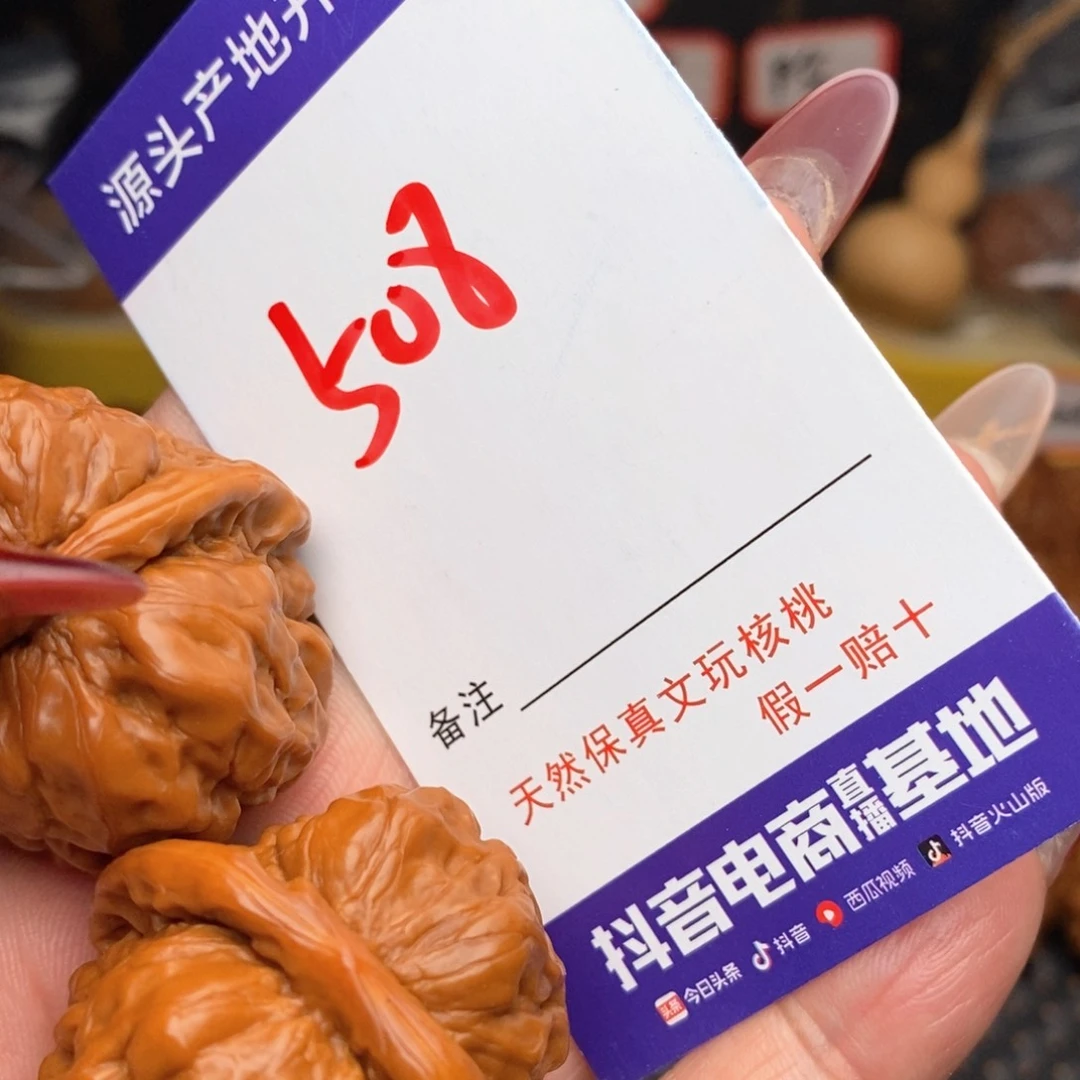 源头产地
508
备注
天然保真文玩核桃
假一赔十
抖音电商直播基地
头条 今日头条 抖音 西瓜视频 抖音火山版